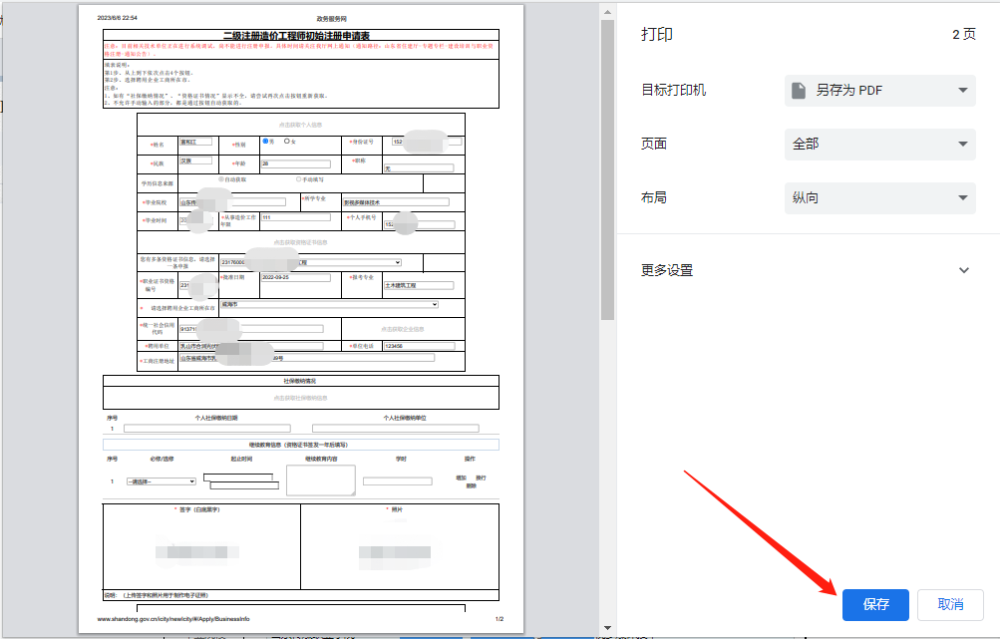 2023/6/6 22:54 政务服务网
二级注册造价工程师初始注册申请表
注意：目前相关技术单位正在进行系统调试，尚不能进行注册申报，具体时间请关注我厅网上通知（通知路径：山东省住建厅-专题专栏-建设培训与职业资
格注册-通知公告）。
填表说明：
第1步、从上到下依次点击4个按钮。
第2步、选择聘用企业工商所在市。
注意：
1、如有“社保缴纳情况”、“资格证书情况”显示不全，请尝试再次点击按钮重新获取。
2、不允许手动输入的部分，都是通过按钮自动获取的。
点击获取个人信息
*姓名 *性别 男 女 *身份证号 152
*民族 汉族 *年龄 28 *职称 无
学历信息来源 自动获取 手动填写
*毕业院校 山东 *所学专业 影视多媒体技术
*毕业时间 20 *从事造价工作
年限 111 *个人手机号 152
点击获取资格证书信息
您有多条资格证书信息，请选择
一条申报 23176000 工程
*职业证书资格
编号 231 *批准日期 2022-09-25 *报考专业 土木建筑工程
* 请选择聘用企业工商所在市 威海市
*统一社会信用
代码 91371 点击获取企业信息
*聘用单位 乳山市合润光伏 *单位电话 123456
*工商注册地址 山东省威海市乳 39号
社保缴纳情况
点击获取社保缴纳信息
序号 个人社保缴纳日期 个人社保缴纳单位
1
继续教育信息（资格证书签发一年后填写）
序号 必修/选修 起止时间 继续教育内容 学时 操作
1 --请选择-- 增加 换行
删除
* 签字（白底黑字） * 照片
说明：（上传签字和照片用于制作电子证照）
www.shandong.gov.cn/icity/newIcity/#/Apply/BusinessInfo 1/2
打印 2 页
目标打印机 另存为 PDF
页面 全部
布局 纵向
更多设置
保存 取消